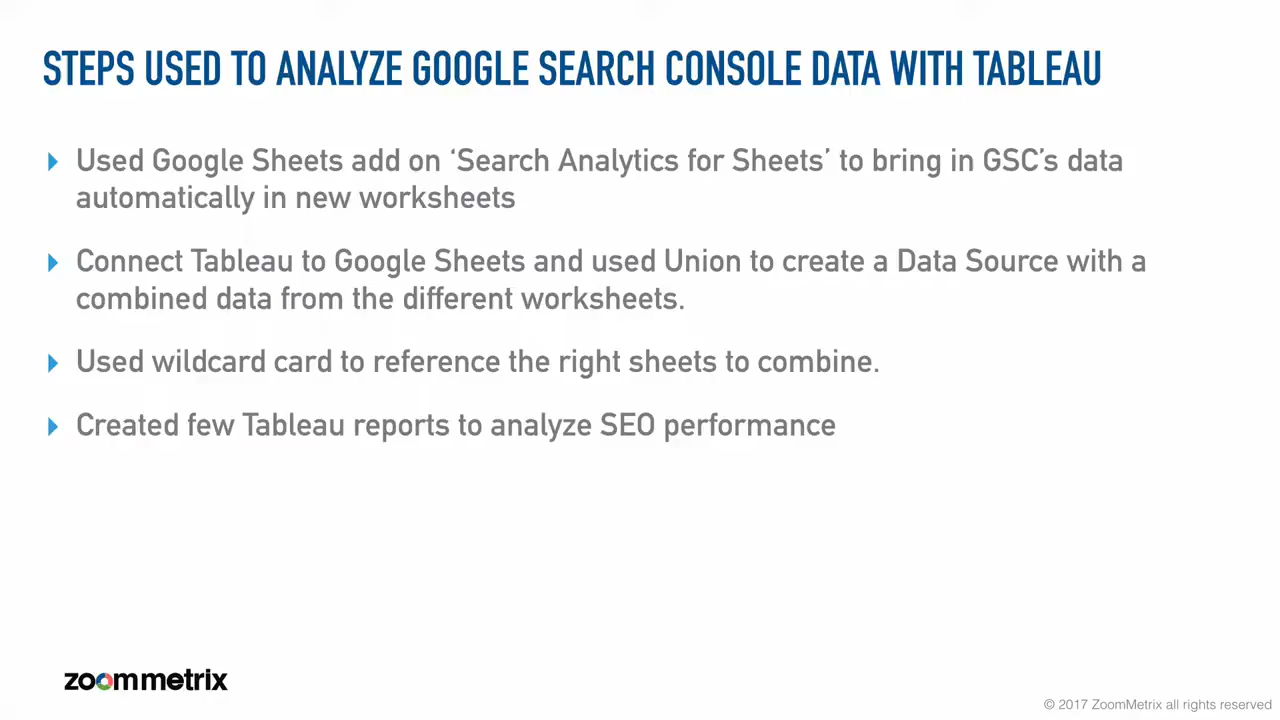 STEPS USED TO ANALYZE GOOGLE SEARCH CONSOLE DATA WITH TABLEAU
Used Google Sheets add on ‘Search Analytics for Sheets’ to bring in GSC’s data
automatically in new worksheets
Connect Tableau to Google Sheets and used Union to create a Data Source with a
combined data from the different worksheets.
Used wildcard card to reference the right sheets to combine.
Created few Tableau reports to analyze SEO performance
zoommetrix
© 2017 ZoomMetrix all rights reserved